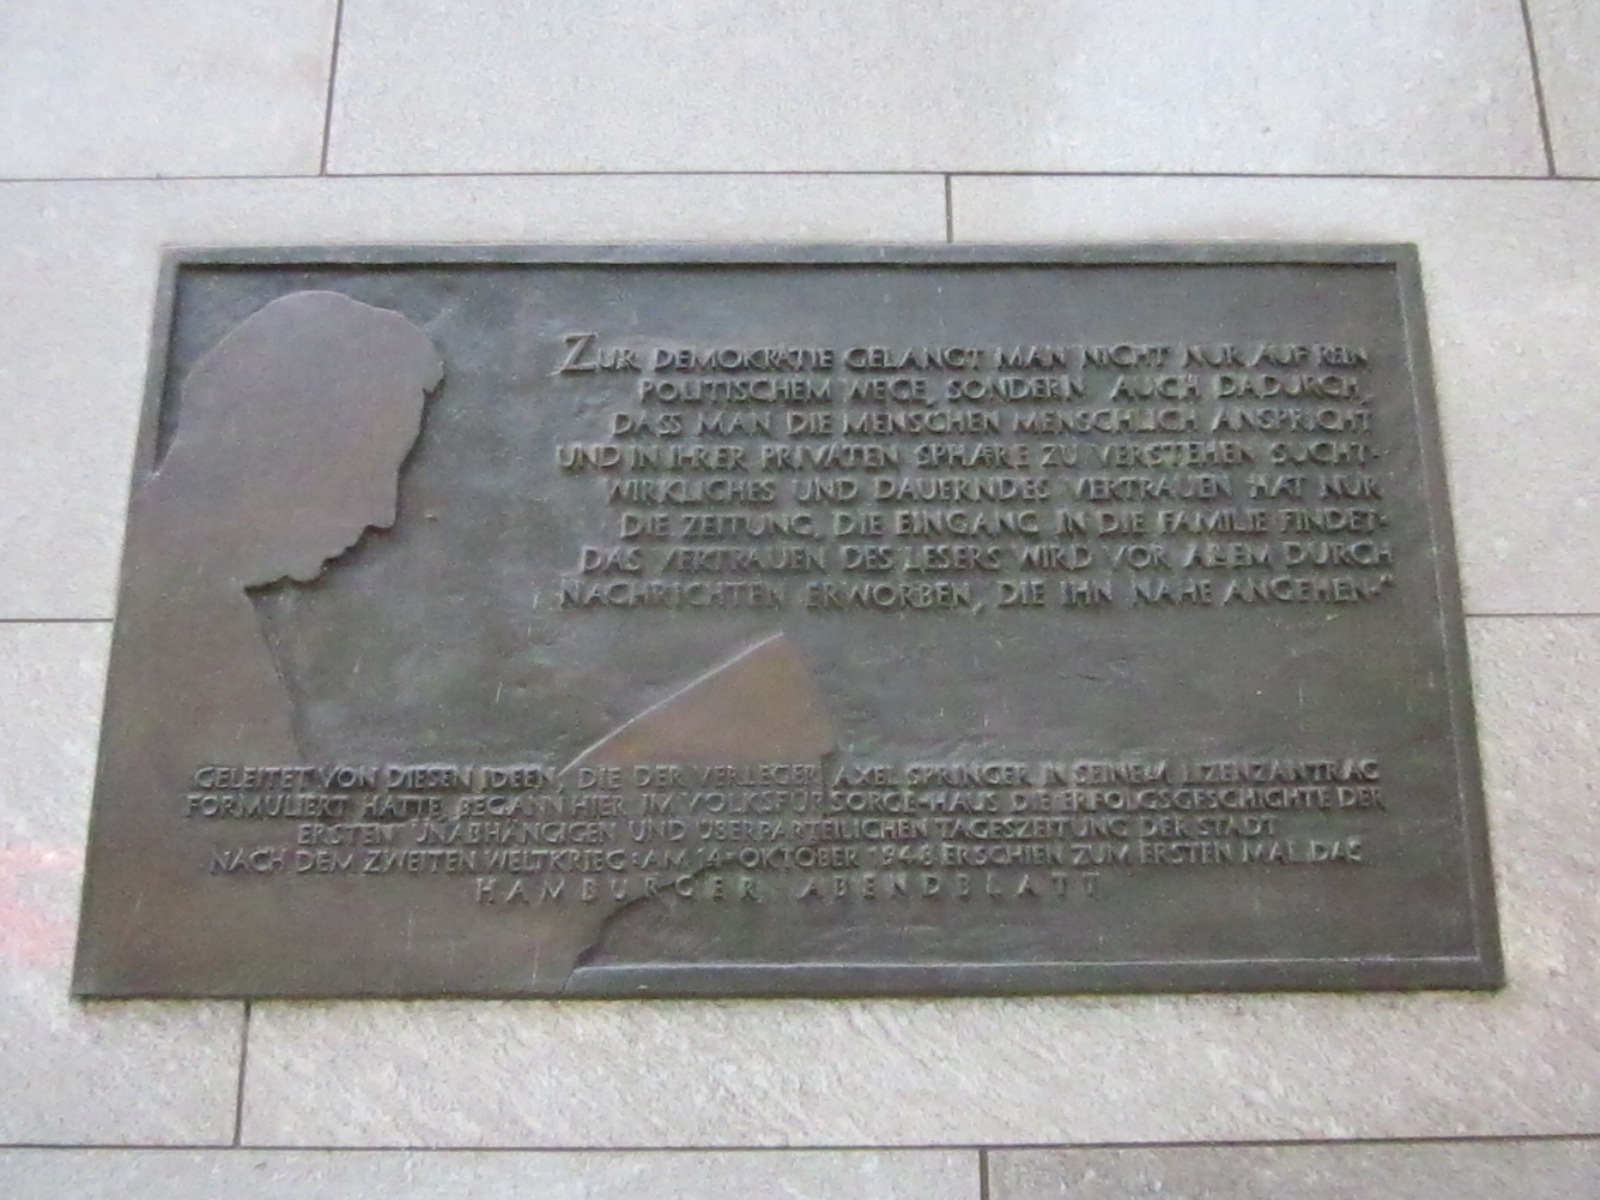 ZUR DEMOKRATIE GELANGT MAN NICHT NUR AUF REIN
POLITISCHEM WEGE, SONDERN AUCH DADURCH,
DASS MAN DIE MENSCHEN MENSCHLICH ANSPRICHT
UND IN IHRER PRIVATEN SPHÄRE ZU VERSTEHEN SUCHT·
WIRKLICHES UND DAUERNDES VERTRAUEN HAT NUR
DIE ZEITUNG, DIE EINGANG IN DIE FAMILIE FINDET·
DAS VERTRAUEN DES LESERS WIRD VOR ALLEM DURCH
NACHRICHTEN ERWORBEN, DIE IHN NAHE ANGEHEN·"
GELEITET VON DIESEN IDEEN, DIE DER VERLEGER AXEL SPRINGER IN SEINEM LIZENZANTRAG
FORMULIERT HATTE, BEGANN HIER IM VOLKSFÜRSORGE-HAUS DIE ERFOLGSGESCHICHTE DER
ERSTEN UNABHÄNGIGEN UND ÜBERPARTEILICHEN TAGESZEITUNG DER STADT
NACH DEM ZWEITEN WELTKRIEG: AM 14·OKTOBER 1948 ERSCHIEN ZUM ERSTEN MAL DAS
HAMBURGER ABENDBLATT